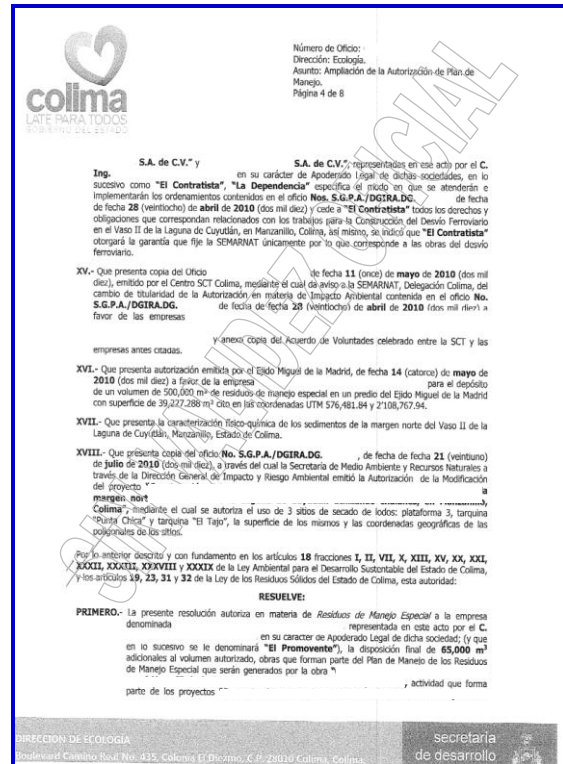 Número de Oficio:
Dirección: Ecología.
Asunto: Ampliación de la Autorización de Plan de
Manejo.
Página 4 de 8
colima
LATE PARA TODOS
GOBIERNO DEL ESTADO
SIN VALIDEZ OFICIAL
S.A. de C.V." y S.A. de C.V.", representadas en ese acto por el C.
Ing. en su carácter de Apoderado Legal de dichas sociedades, en lo
sucesivo como "El Contratista", "La Dependencia" especifica el modo en que se atenderán e
implementarán los ordenamientos contenidos en el oficio Nos. S.G.P.A./DGIRA.DG. de fecha
de fecha 28 (veintiocho) de abril de 2010 (dos mil diez) y cede a "El Contratista" todos los derechos y
obligaciones que correspondan relacionados con los trabajos para la Construcción del Desvío Ferroviario
en el Vaso II de la Laguna de Cuyutlán, en Manzanillo, Colima, así mismo, se indicó que "El Contratista"
otorgará la garantía que fije la SEMARNAT únicamente por lo que corresponde a las obras del desvío
ferroviario.
XV.- Que presenta copia del Oficio de fecha 11 (once) de mayo de 2010 (dos mil
diez), emitido por el Centro SCT Colima, mediante el cual da aviso a la SEMARNAT, Delegación Colima, del
cambio de titularidad de la Autorización en materia de Impacto Ambiental contenida en el oficio No.
S.G.P.A./DGIRA.DG. de fecha de fecha 28 (veintiocho) de abril de 2010 (dos mil diez) a
favor de las empresas
y anexa copia del Acuerdo de Voluntades celebrado entre la SCT y las
empresas antes citadas.
XVI.- Que presenta autorización emitida por el Ejido Miguel de la Madrid, de fecha 14 (catorce) de mayo de
2010 (dos mil diez) a favor de la empresa para el depósito
de un volumen de 500,000 m³ de residuos de manejo especial en un predio del Ejido Miguel de la Madrid
con superficie de 39,227.288 m² cito en las coordenadas UTM 576,481.84 y 2'108,767.94.
XVII.- Que presenta la caracterización físico-química de los sedimentos de la margen norte del Vaso II de la
Laguna de Cuyutlán, Manzanillo, Estado de Colima.
XVIII.- Que presenta copia del oficio No. S.G.P.A./DGIRA.DG. , de fecha de fecha 21 (veintiuno)
de julio de 2010 (dos mil diez), a través del cual la Secretaría de Medio Ambiente y Recursos Naturales a
través de la Dirección General de Impacto y Riesgo Ambiental emitió la Autorización de la Modificación
del proyecto la
margen nort
Colima", mediante el cual se autoriza el uso de 3 sitios de secado de lodos: plataforma 3, tarquina
"Punta Chica" y tarquina "El Tajo", la superficie de los mismos y las coordenadas geográficas de las
poligonales de los sitios.
Por lo anterior descrito y con fundamento en los artículos 18 fracciones I, II, VII, X, XIII, XV, XX, XXI,
XXXII, XXXIII, XXXVIII y XXXIX de la Ley Ambiental para el Desarrollo Sustentable del Estado de Colima,
y los artículos 19, 23, 31 y 32 de la Ley de los Residuos Sólidos del Estado de Colima, esta autoridad:
RESUELVE:
PRIMERO.- La presente resolución autoriza en materia de Residuos de Manejo Especial a la empresa
denominada representada en este acto por el C.
en su caracter de Apoderado Legal de dicha sociedad; (y que
en lo sucesivo se le denominará "El Promovente"), la disposición final de 65,000 m³
adicionales al volumen autorizado, obras que forman parte del Plan de Manejo de los Residuos
de Manejo Especial que serán generados por la obra "
, actividad que forma
parte de los proyectos "
DIRECCION DE ECOLOGÍA
Boulevard Camino Real No. 435, Colonia El Diezmo, C.P. 28010 Colima, Colima.
secretaría
de desarrollo